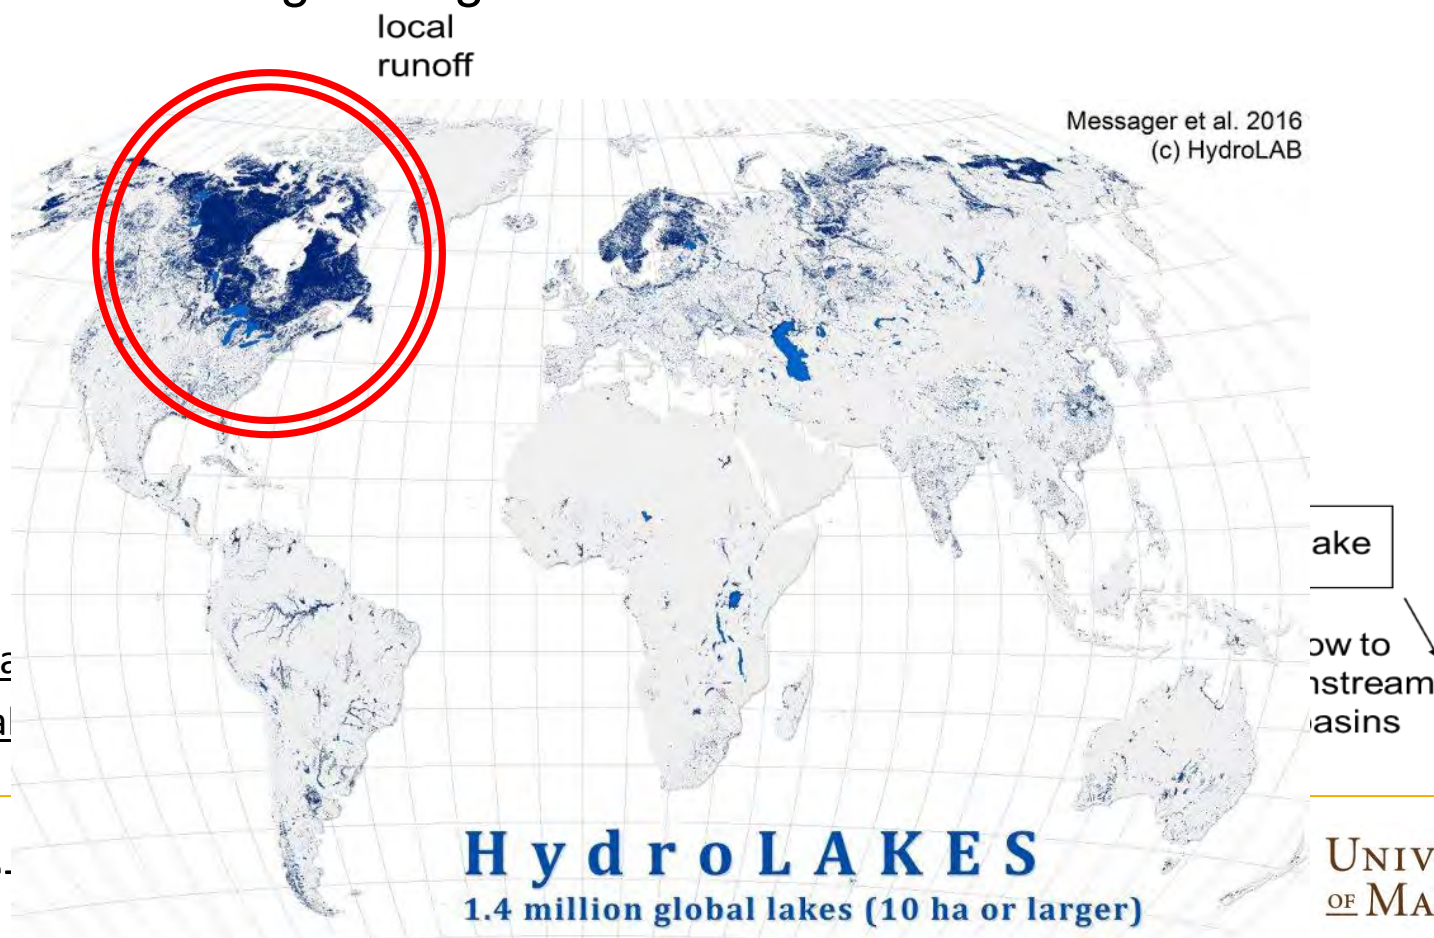 local
runoff
Messager et al. 2016
(c) HydroLAB
ake
ow to
nstream
asins
HydroLAKES
1.4 million global lakes (10 ha or larger)
UNIV
OF MA